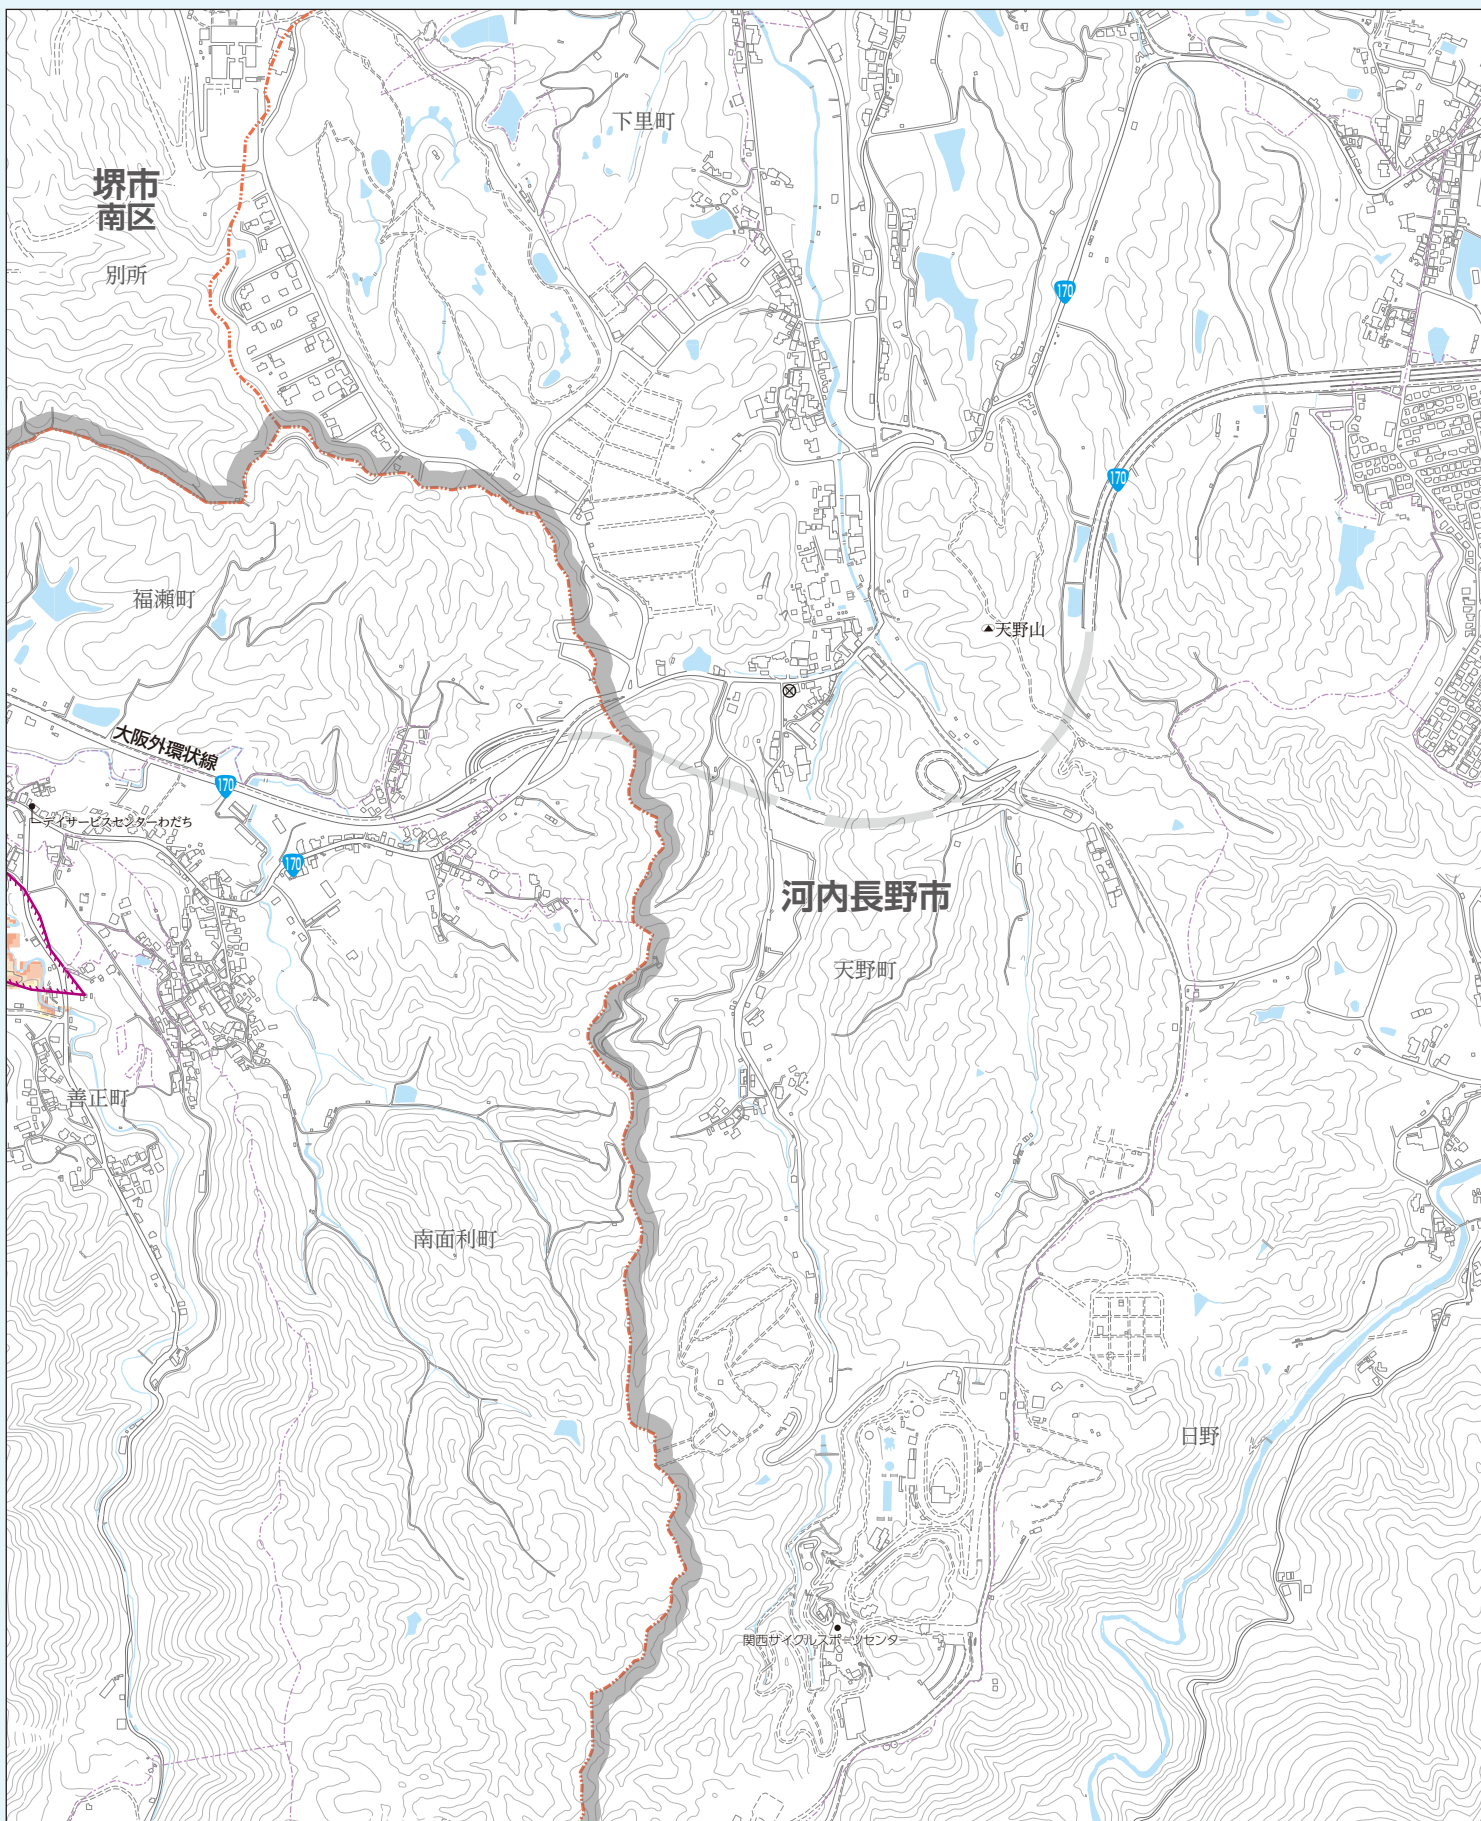 下里町
堺市
南区
別所
170
170
福瀬町
天野山
大阪外環状線
170
デイサービスセンターわだち
170
河内長野市
天野町
善正町
南面利町
日野
関西サイクルスポーツセンター